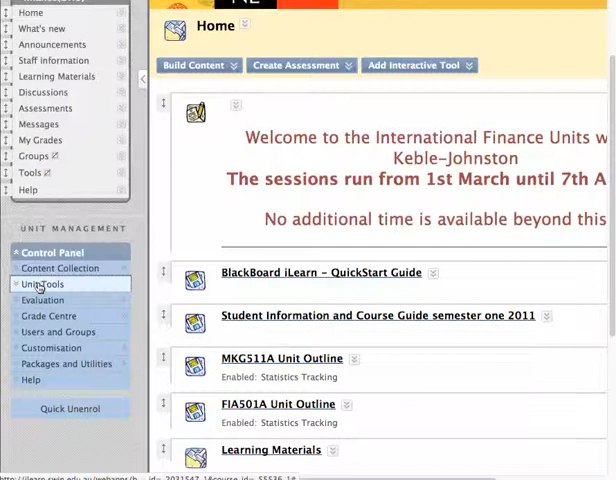 Home
What's new
Announcements
Staff information
Learning Materials
Discussions
Assessments
Messages
My Grades
Groups
Tools
Help
UNIT MANAGEMENT
Control Panel
Content Collection
Unit Tools
Evaluation
Grade Centre
Users and Groups
Customisation
Packages and Utilities
Help
Quick Unenrol
Home
Build Content
Create Assessment
Add Interactive Tool
Welcome to the International Finance Units w
Keble-Johnston
The sessions run from 1st March until 7th A
No additional time is available beyond this
BlackBoard iLearn - QuickStart Guide
Student Information and Course Guide semester one 2011
MKG511A Unit Outline
Enabled: Statistics Tracking
FIA501A Unit Outline
Enabled: Statistics Tracking
Learning Materials